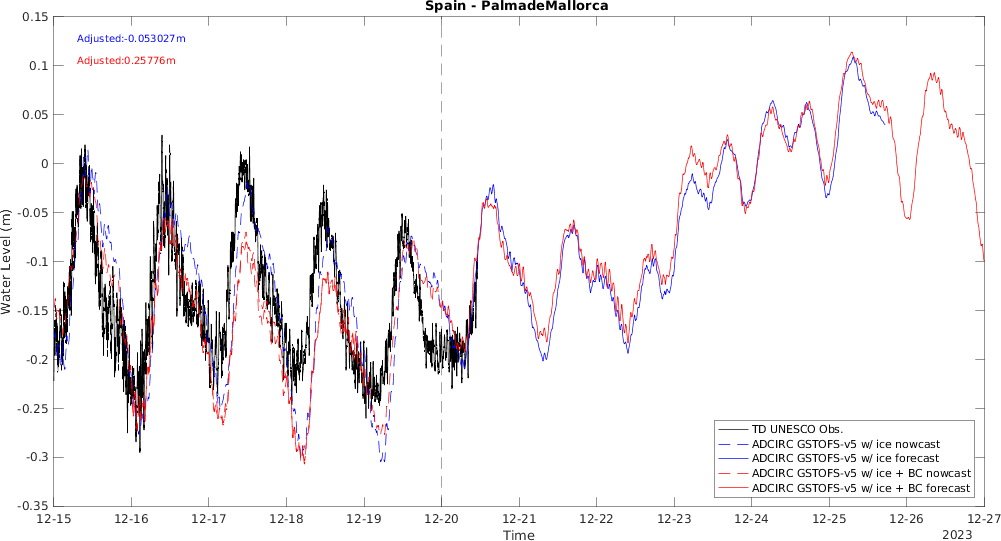 Spain - PalmadeMallorca
0.15
Adjusted:-0.053027m
Adjusted:0.25776m
0.1
0.05
0
-0.05
-0.1
-0.15
-0.2
-0.25
-0.3
-0.35
Water Level (m)
TD UNESCO Obs.
ADCIRC GSTOFS-v5 w/ ice nowcast
ADCIRC GSTOFS-v5 w/ ice forecast
ADCIRC GSTOFS-v5 w/ ice + BC nowcast
ADCIRC GSTOFS-v5 w/ ice + BC forecast
12-15 12-16 12-17 12-18 12-19 12-20 12-21 12-22 12-23 12-24 12-25 12-26 12-27
Time
2023